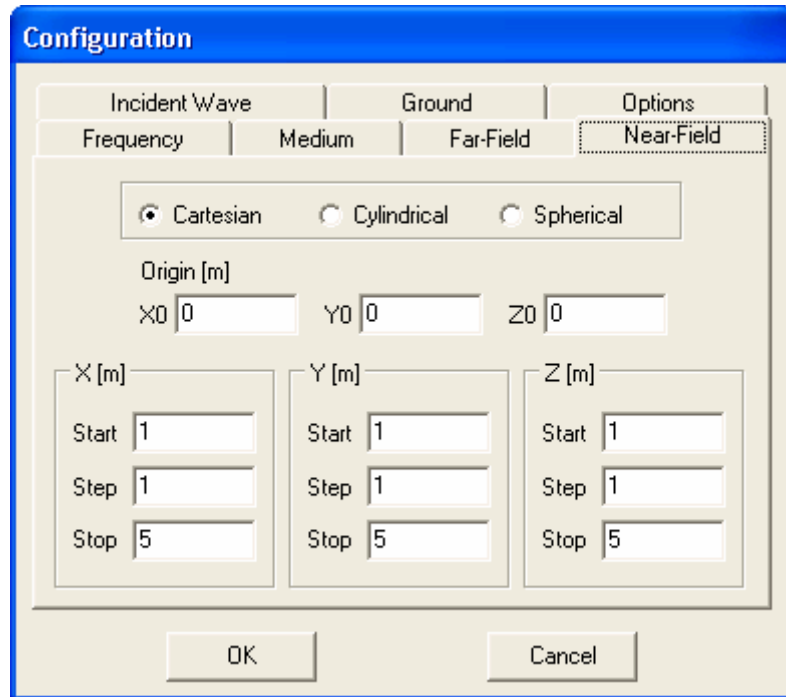 Configuration
Incident Wave Ground Options
Frequency Medium Far-Field Near-Field
Cartesian Cylindrical Spherical
Origin [m]
X0 0 Y0 0 Z0 0
X [m] Y [m] Z [m]
Start 1 Start 1 Start 1
Step 1 Step 1 Step 1
Stop 5 Stop 5 Stop 5
OK Cancel